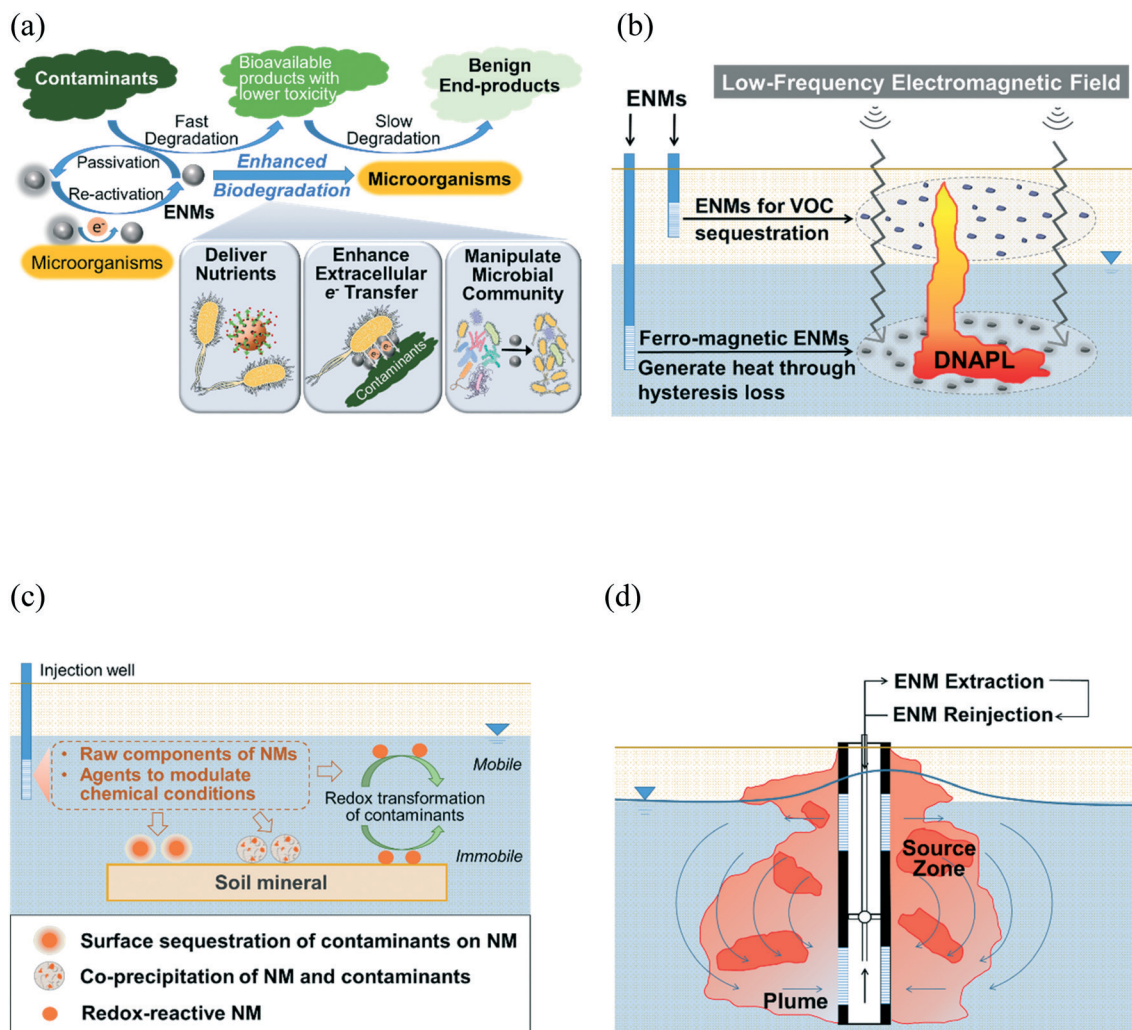 (a)
Contaminants
Bioavailable
products with
lower toxicity
Benign
End-products
Fast
Degradation
Slow
Degradation
Passivation
Re-activation
ENMs
Enhanced
Biodegradation
Microorganisms
e-
Microorganisms
Deliver
Nutrients
Enhance
Extracellular
e- Transfer
Contaminants
Manipulate
Microbial
Community
(b)
Low-Frequency Electromagnetic Field
ENMs
ENMs for VOC
sequestration
Ferro-magnetic ENMs
Generate heat through
hysteresis loss
DNAPL
(c)
Injection well
• Raw components of NMs
• Agents to modulate
chemical conditions
Mobile
Redox transformation
of contaminants
Immobile
Soil mineral
Surface sequestration of contaminants on NM
Co-precipitation of NM and contaminants
Redox-reactive NM
(d)
ENM Extraction
ENM Reinjection
Source
Zone
Plume